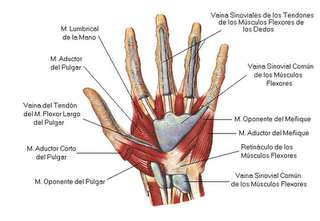 M. Lumbrical
de la Mano
M. Aductor
del Pulgar
Vaina del Tendón
del M. Flexor Largo
del Pulgar
M. Aductor Corto
del Pulgar
M. Oponente del Pulgar
Vaina Sinoviales de los Tendones
de los Músculos Flexores de
los Dedos
Vaina Sinovial Común
de los Músculos
Flexores
M. Oponente del Meñique
M. Aductor del Meñique
Retináculo de los
Músculos Flexores
Vaina Sinovial Común
de los Músculos Flexores